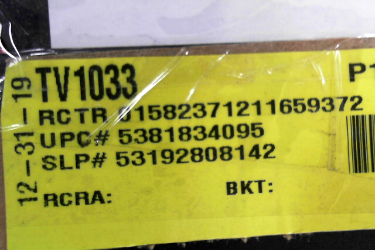 TV1033
P1
RCTR 01582371211659372
UPC# 5381834095
SLP# 53192808142
RCRA: BKT:
12-31-19